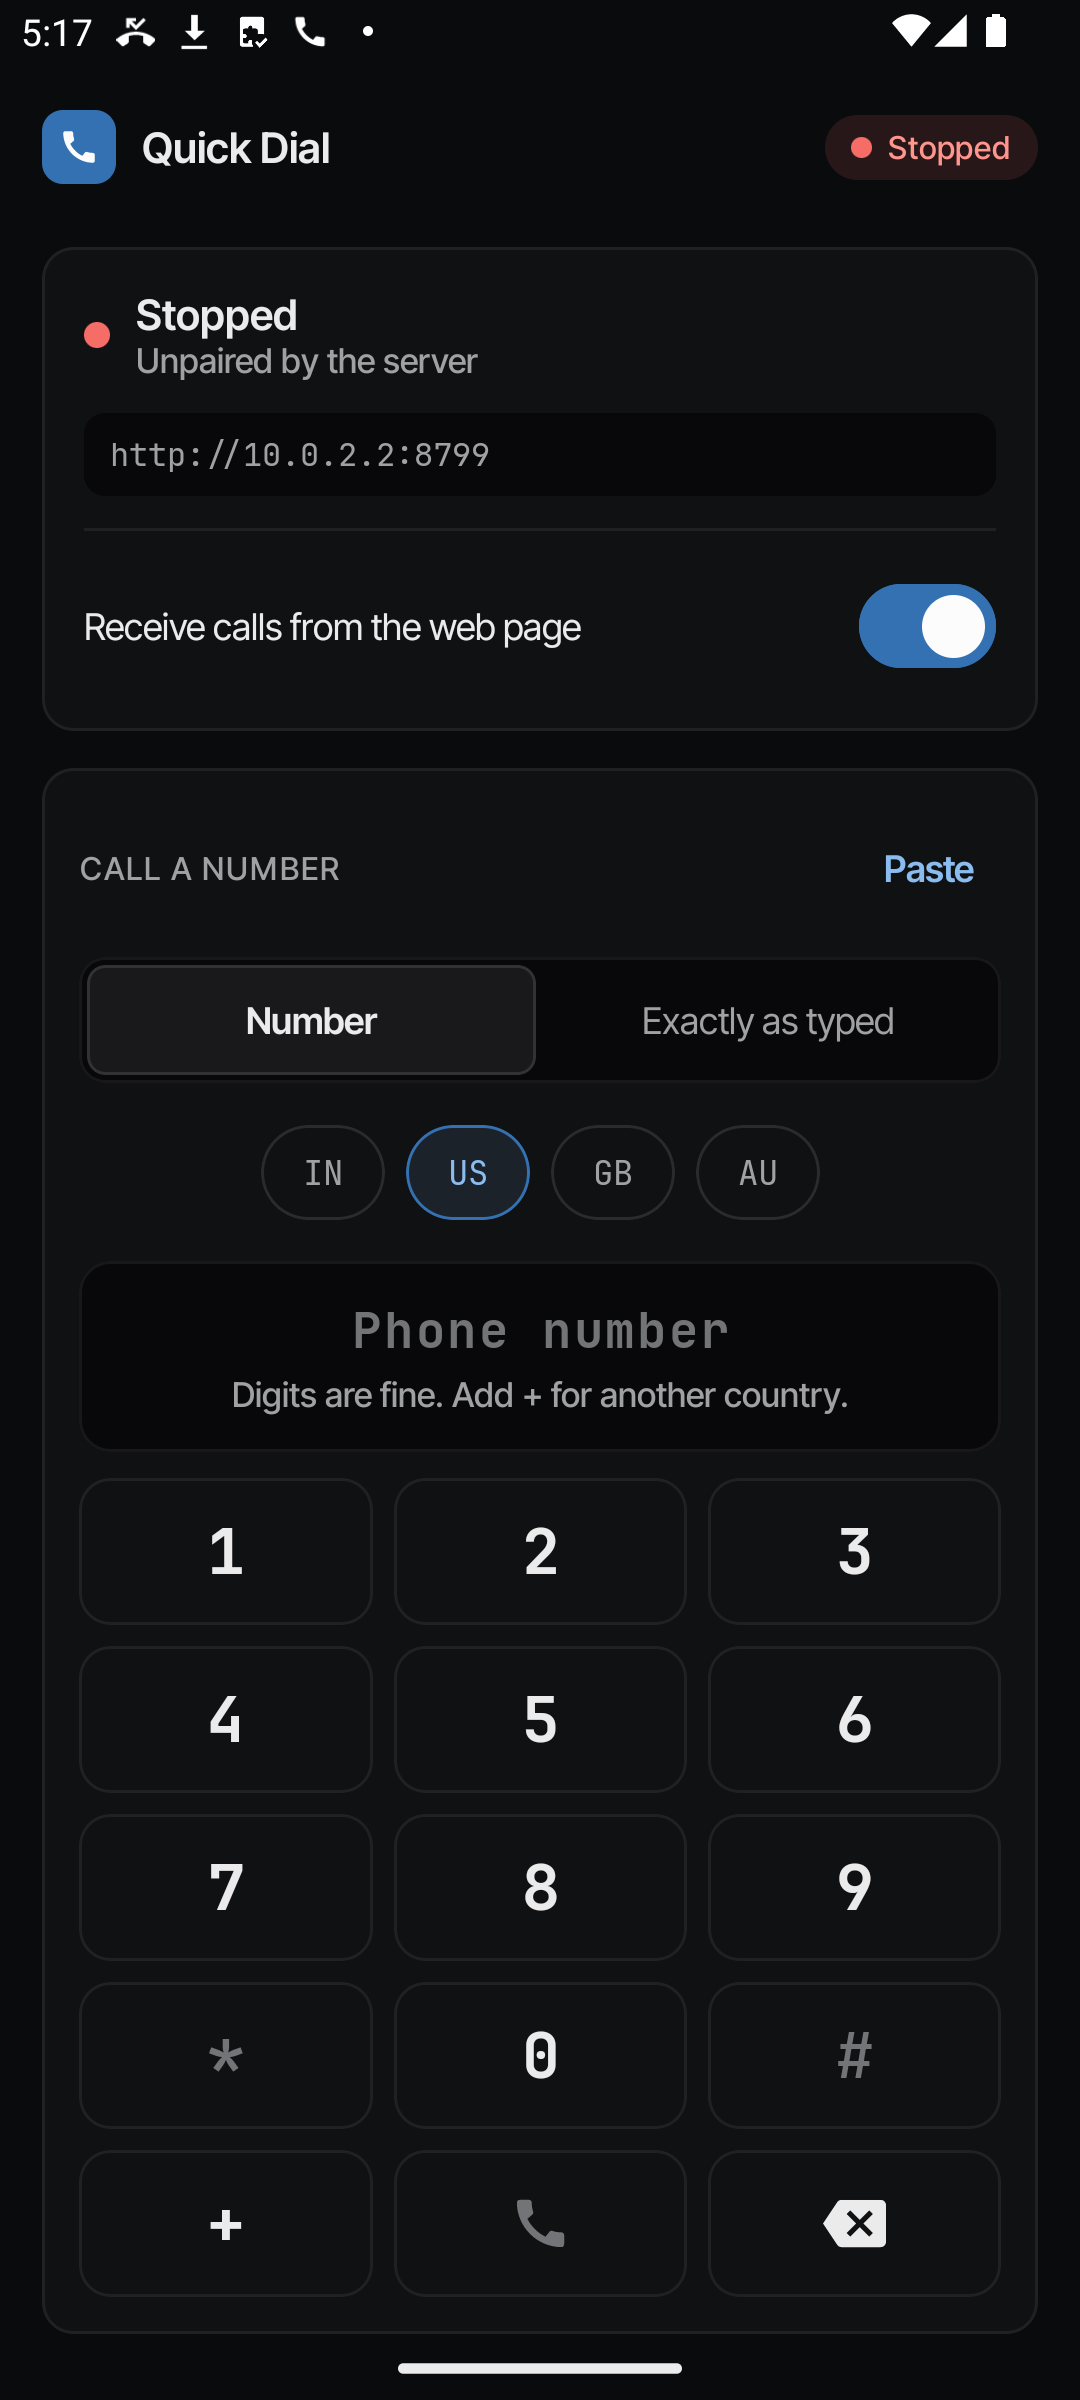 5:17
Quick Dial
Stopped
Stopped
Unpaired by the server
http://10.0.2.2:8799
Receive calls from the web page
CALL A NUMBER
Paste
Number
Exactly as typed
IN
US
GB
AU
Phone number
Digits are fine. Add + for another country.
1
2
3
4
5
6
7
8
9
*
0
#
+